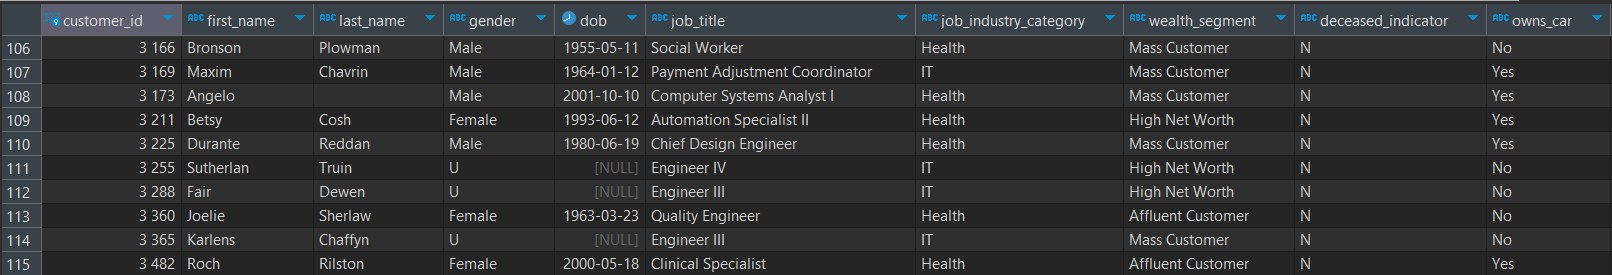 customer_id ABC first_name ABC last_name ABC gender dob ABC job_title ABC job_industry_category ABC wealth_segment ABC deceased_indicator ABC owns_car
106 3 166 Bronson Plowman Male 1955-05-11 Social Worker Health Mass Customer N No
107 3 169 Maxim Chavrin Male 1964-01-12 Payment Adjustment Coordinator IT Mass Customer N Yes
108 3 173 Angelo Male 2001-10-10 Computer Systems Analyst I Health Mass Customer N Yes
109 3 211 Betsy Cosh Female 1993-06-12 Automation Specialist II Health High Net Worth N Yes
110 3 225 Durante Reddan Male 1980-06-19 Chief Design Engineer Health Mass Customer N Yes
111 3 255 Sutherlan Truin U [NULL] Engineer IV IT High Net Worth N No
112 3 288 Fair Dewen U [NULL] Engineer III IT High Net Worth N No
113 3 360 Joelie Sherlaw Female 1963-03-23 Quality Engineer Health Affluent Customer N No
114 3 365 Karlens Chaffyn U [NULL] Engineer III IT Mass Customer N No
115 3 482 Roch Rilston Female 2000-05-18 Clinical Specialist Health Affluent Customer N Yes